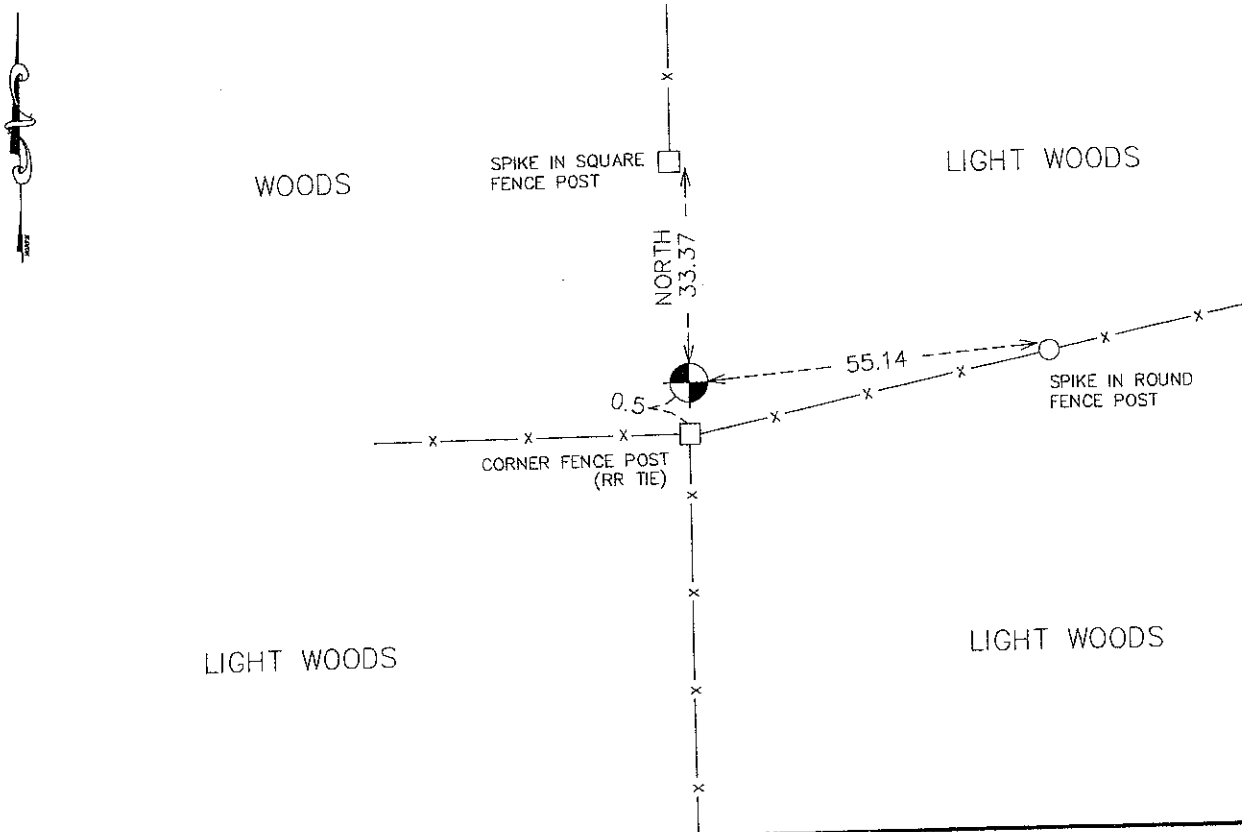 SPIKE IN SQUARE
FENCE POST
WOODS
LIGHT WOODS
NORTH
33.37
55.14
SPIKE IN ROUND
FENCE POST
0.5
CORNER FENCE POST
(RR TIE)
LIGHT WOODS
LIGHT WOODS